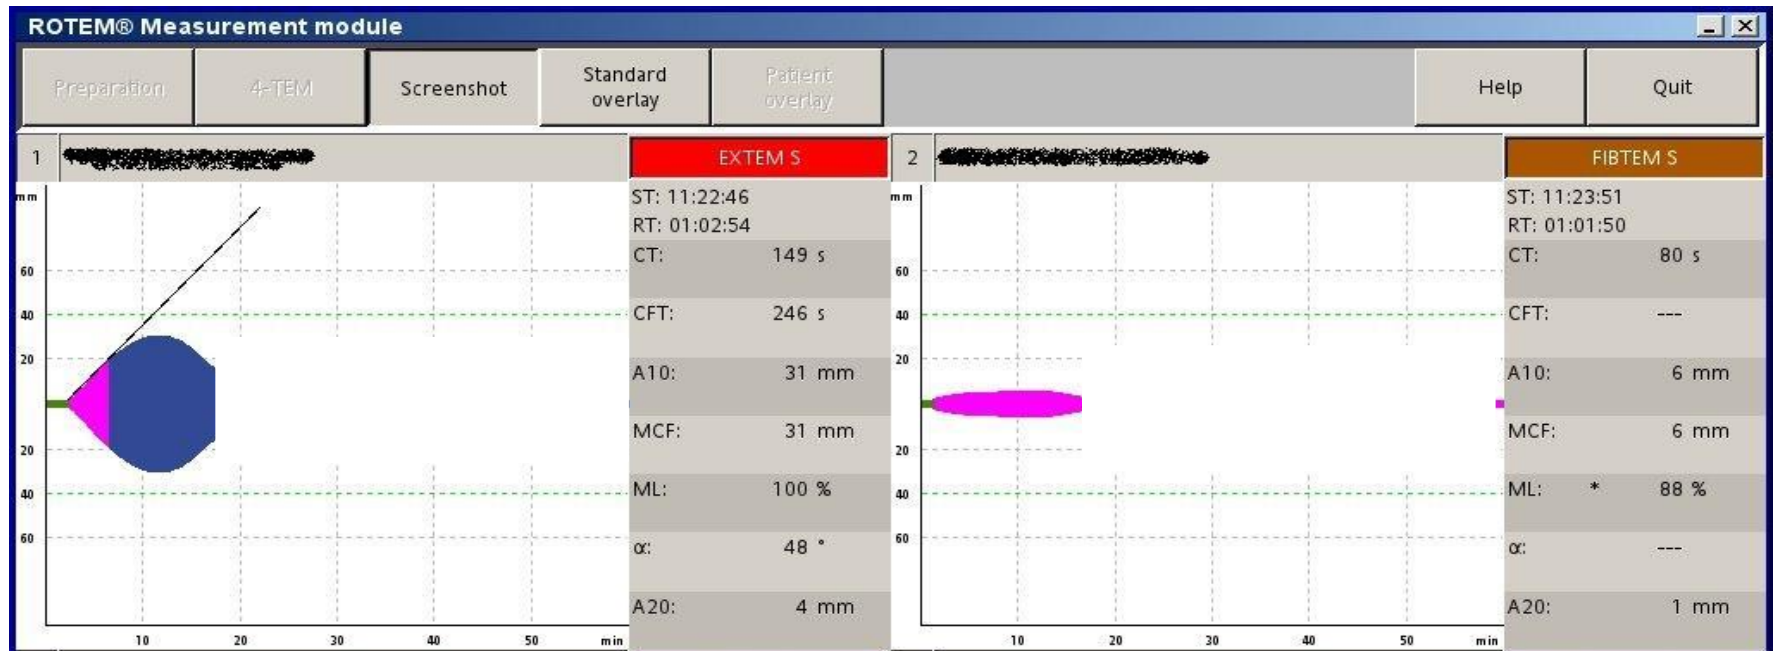 ROTEM® Measurement module
Preparation
4-TEM
Screenshot
Standard
overlay
Patient
overlay
Help
Quit
1
EXTEM S
mm
60
40
20
20
40
60
10 20 30 40 50 min
ST: 11:22:46
RT: 01:02:54
CT: 149 s
CFT: 246 s
A10: 31 mm
MCF: 31 mm
ML: 100 %
α: 48 °
A20: 4 mm
2
FIBTEM S
mm
60
40
20
20
40
60
10 20 30 40 50 min
ST: 11:23:51
RT: 01:01:50
CT: 80 s
CFT: ---
A10: 6 mm
MCF: 6 mm
ML: * 88 %
α: ---
A20: 1 mm